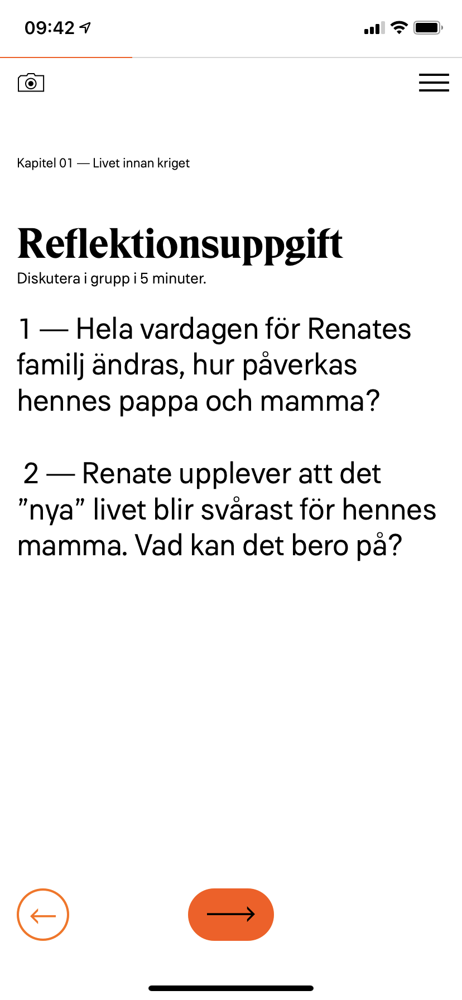 09:42
Kapitel 01 — Livet innan kriget
Reflektionsuppgift
Diskutera i grupp i 5 minuter.
1 — Hela vardagen för Renates
familj ändras, hur påverkas
hennes pappa och mamma?
2 — Renate upplever att det
”nya” livet blir svårast för hennes
mamma. Vad kan det bero på?